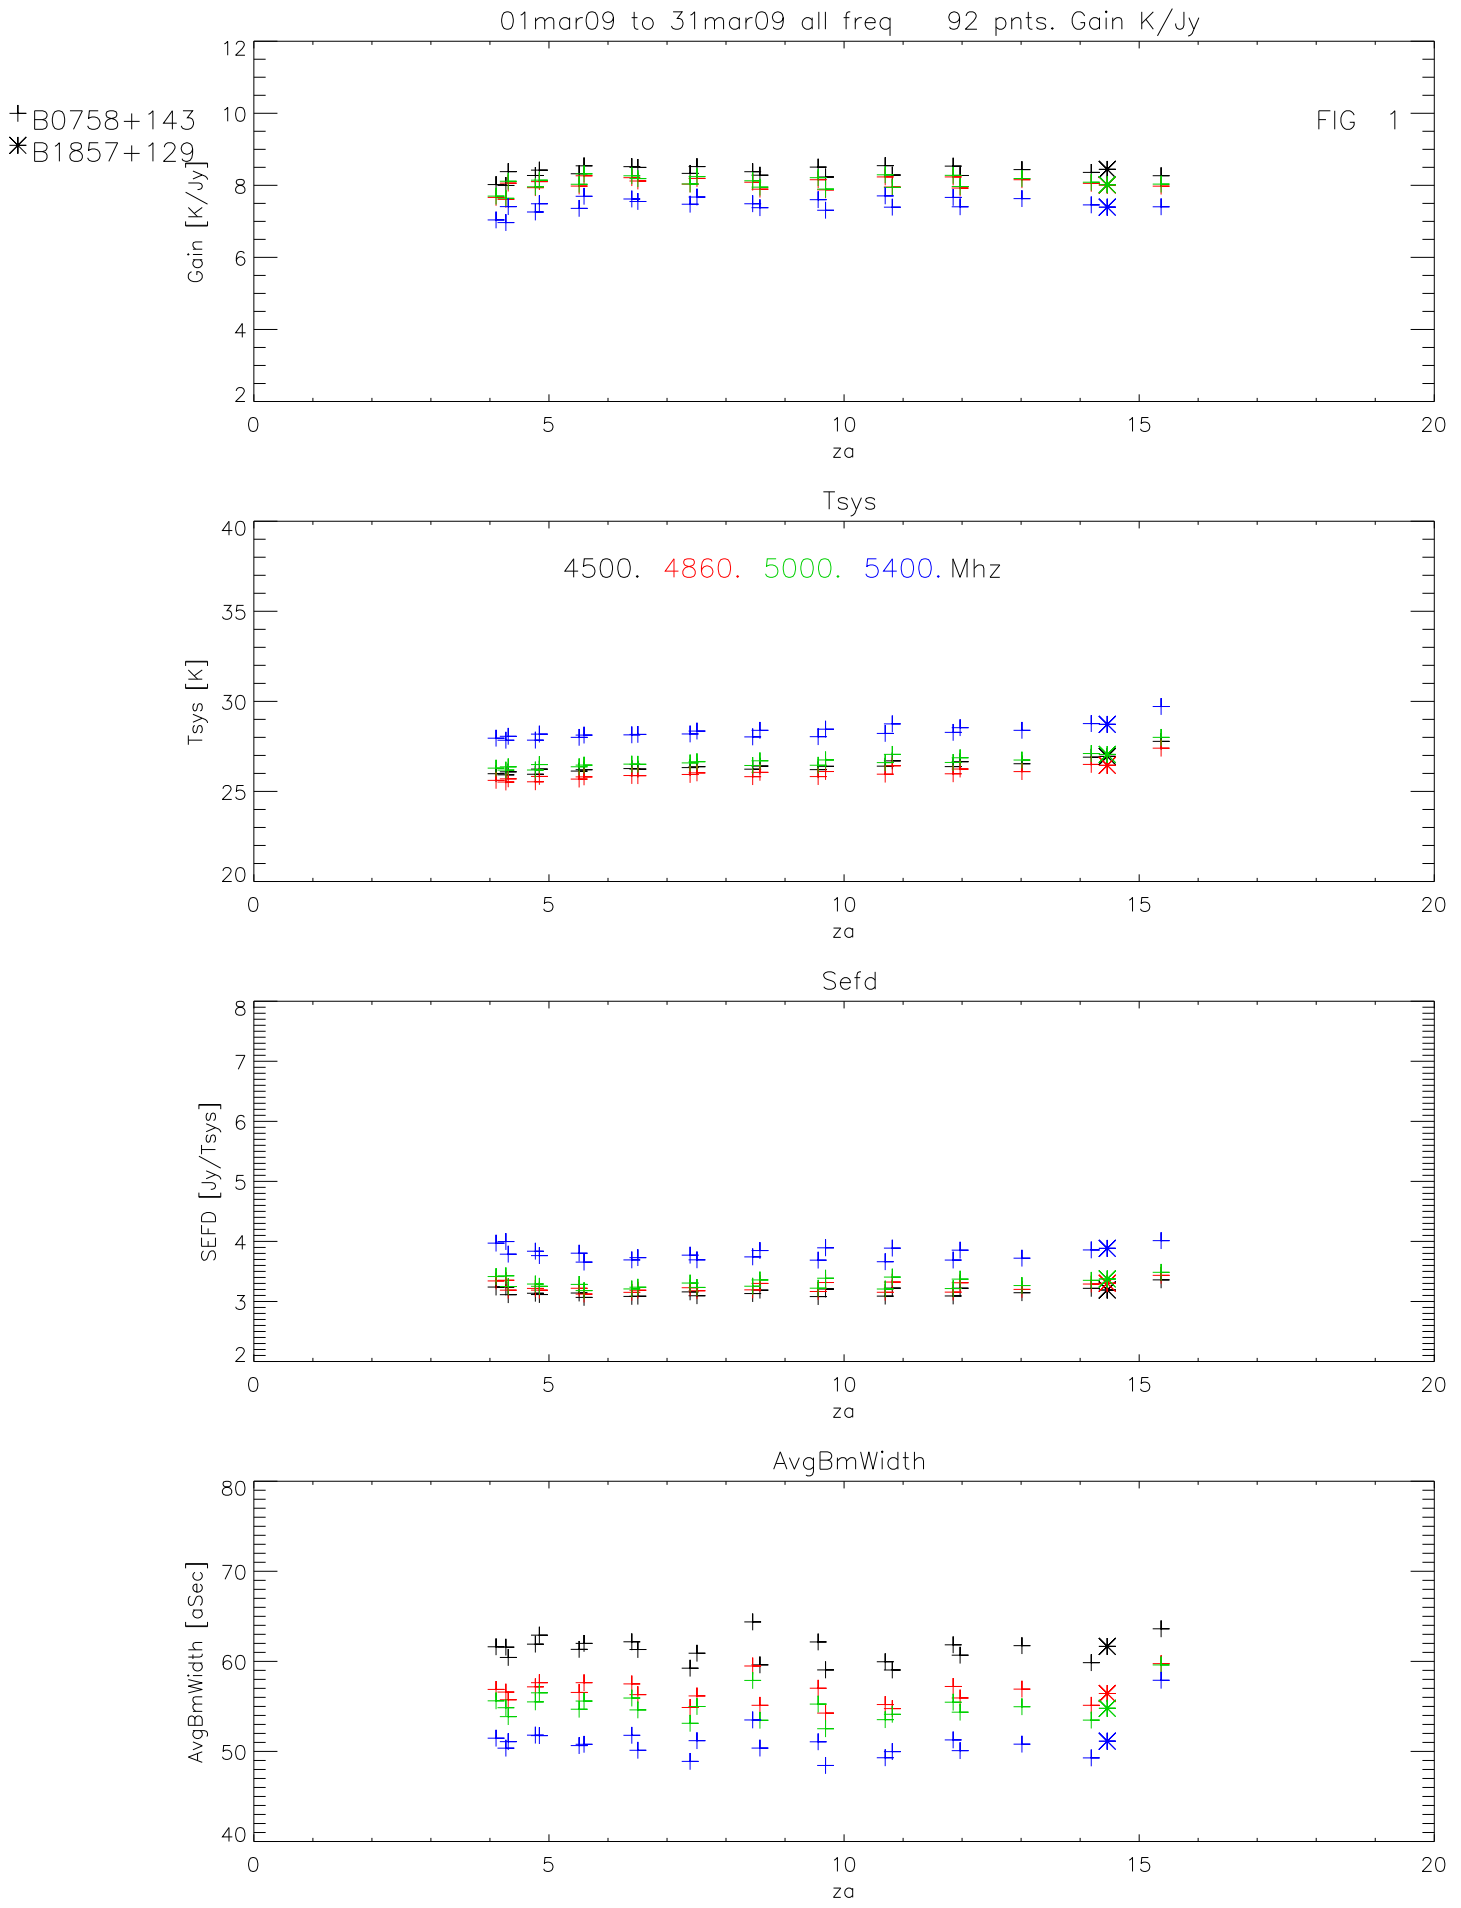 01mar09 to 31mar09 all freq 92 pnts. Gain K/Jy
+ B0758+143
* B1857+129
FIG 1
12
10
8
6
4
2
Gain [K/Jy]
0 5 10 15 20
za
Tsys
4500. 4860. 5000. 5400. Mhz
40
35
30
25
20
Tsys [K]
0 5 10 15 20
za
Sefd
8
7
6
5
4
3
2
SEFD [Jy/Tsys]
0 5 10 15 20
za
AvgBmWidth
80
70
60
50
40
AvgBmWidth [aSec]
0 5 10 15 20
za